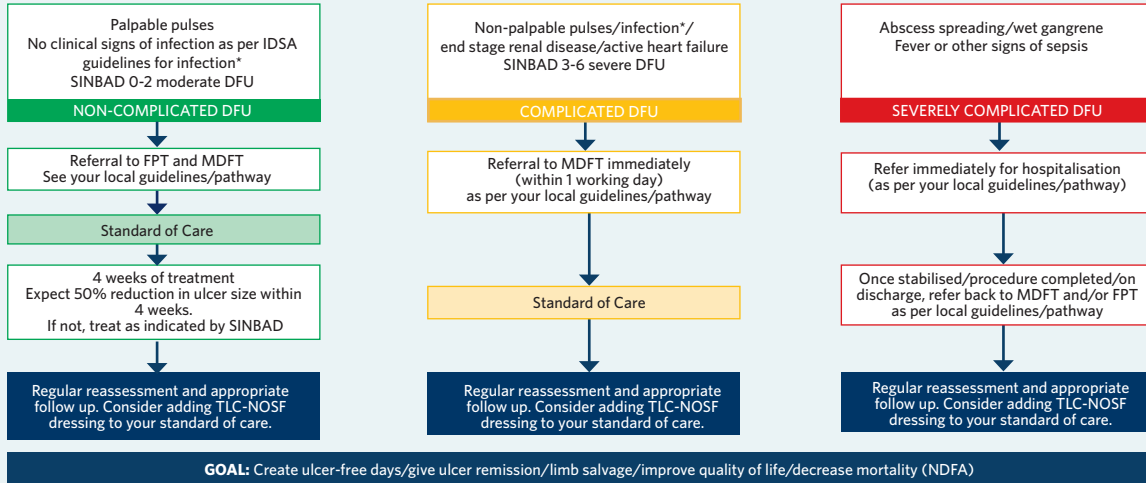 Palpable pulses
No clinical signs of infection as per IDSA
guidelines for infection*
SINBAD 0-2 moderate DFU
NON-COMPLICATED DFU
Referral to FPT and MDFT
See your local guidelines/pathway
Standard of Care
4 weeks of treatment
Expect 50% reduction in ulcer size within
4 weeks.
If not, treat as indicated by SINBAD
Regular reassessment and appropriate
follow up. Consider adding TLC-NOSF
dressing to your standard of care.
Non-palpable pulses/infection*/
end stage renal disease/active heart failure
SINBAD 3-6 severe DFU
COMPLICATED DFU
Referral to MDFT immediately
(within 1 working day)
as per your local guidelines/pathway
Standard of Care
Regular reassessment and appropriate
follow up. Consider adding TLC-NOSF
dressing to your standard of care.
Abscess spreading/wet gangrene
Fever or other signs of sepsis
SEVERELY COMPLICATED DFU
Refer immediately for hospitalisation
(as per your local guidelines/pathway)
Once stabilised/procedure completed/on
discharge, refer back to MDFT and/or FPT
as per local guidelines/pathway
Regular reassessment and appropriate
follow up. Consider adding TLC-NOSF
dressing to your standard of care.
GOAL: Create ulcer-free days/give ulcer remission/limb salvage/improve quality of life/decrease mortality (NDFA)